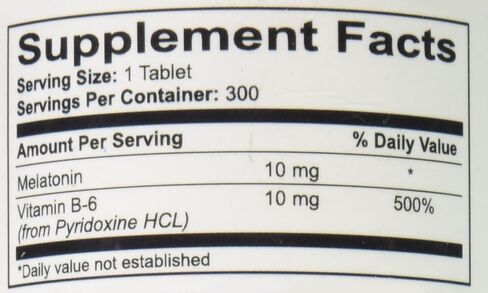 Supplement Facts
Serving Size: 1 Tablet
Servings Per Container: 300
Amount Per Serving % Daily Value
Melatonin 10 mg *
Vitamin B-6 10 mg 500%
(from Pyridoxine HCL)
*Daily value not established